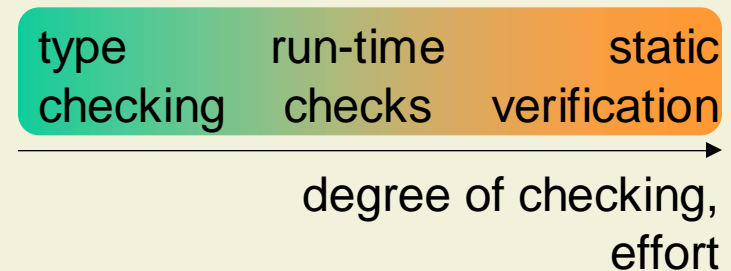 type run-time static
checking checks verification
degree of checking,
effort